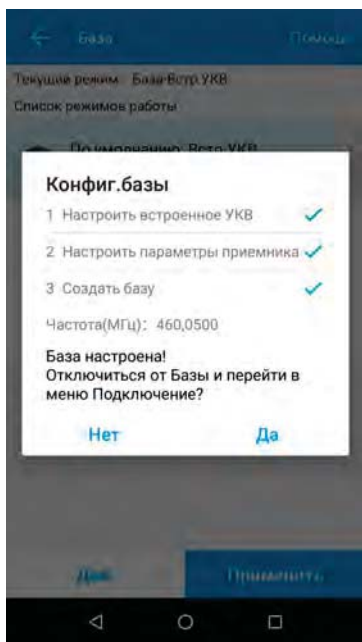 База Помощь
Текущий режим: База-Встр.УКВ
Список режимов работы
По умолчанию: Встр.УКВ
Конфиг.базы
1 Настроить встроенное УКВ
2 Настроить параметры приемника
3 Создать базу
Частота(МГц): 460,0500
База настроена!
Отключиться от Базы и перейти в
меню Подключение?
Нет Да
Применить